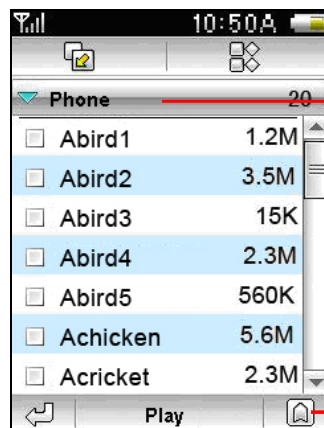 10:50A
Phone 20
Abird1 1.2M
Abird2 3.5M
Abird3 15K
Abird4 2.3M
Abird5 560K
Achicken 5.6M
Acricket 2.3M
Play